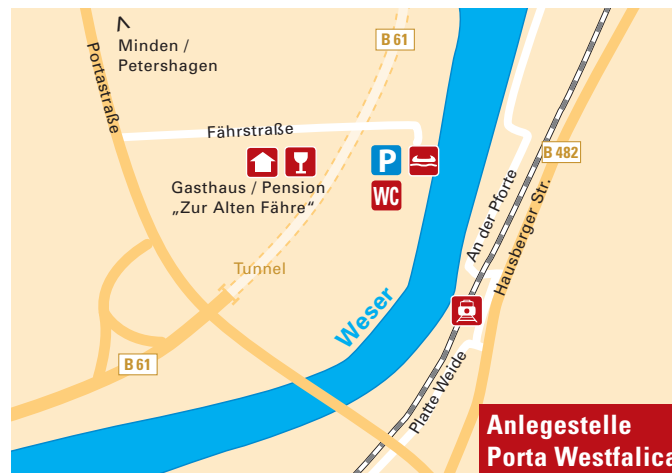 Minden /
Petershagen
Portastraße
B 61
Fährstraße
P
WC
Gasthaus / Pension
„Zur Alten Fähre“
B 482
An der Pforte
Hausberger Str.
Tunnel
Weser
B 61
Platte Weide
Anlegestelle
Porta Westfalica